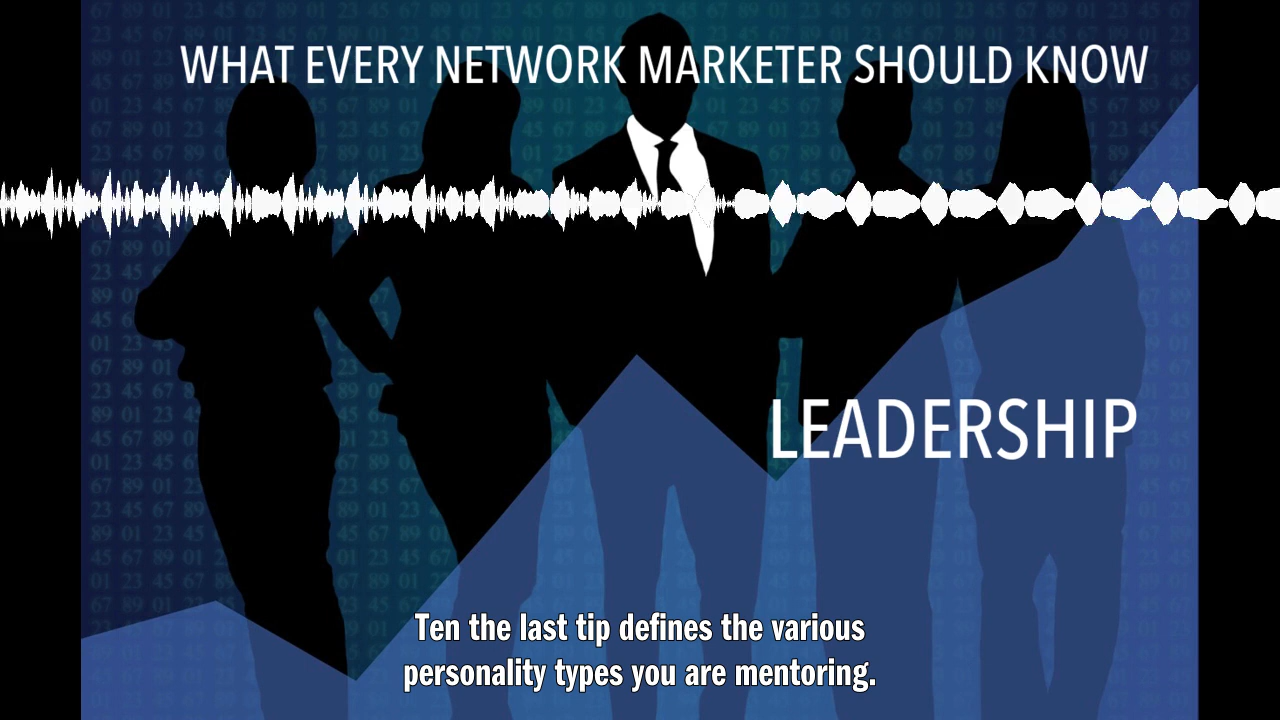 WHAT EVERY NETWORK MARKETER SHOULD KNOW
LEADERSHIP
Ten the last tip defines the various
personality types you are mentoring.